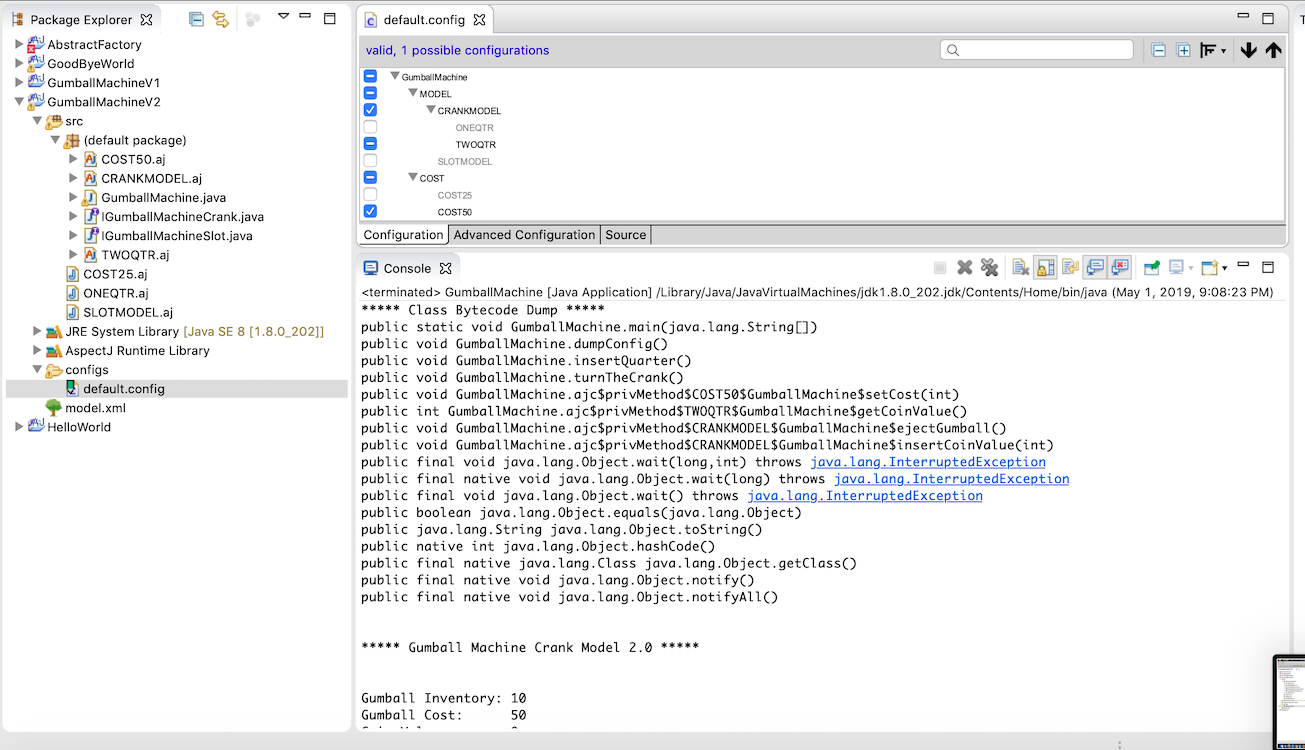 Package Explorer
AbstractFactory
GoodByeWorld
GumballMachineV1
GumballMachineV2
src
(default package)
COST50.aj
CRANKMODEL.aj
GumballMachine.java
IGumballMachineCrank.java
IGumballMachineSlot.java
TWOQTR.aj
COST25.aj
ONEQTR.aj
SLOTMODEL.aj
JRE System Library [Java SE 8 [1.8.0_202]]
AspectJ Runtime Library
configs
default.config
model.xml
HelloWorld
default.config
valid, 1 possible configurations
GumballMachine
MODEL
CRANKMODEL
ONEQTR
TWOQTR
SLOTMODEL
COST
COST25
COST50
Configuration Advanced Configuration Source
Console
<terminated> GumballMachine [Java Application] /Library/Java/JavaVirtualMachines/jdk1.8.0_202.jdk/Contents/Home/bin/java (May 1, 2019, 9:08:23 PM)
***** Class Bytecode Dump *****
public static void GumballMachine.main(java.lang.String[])
public void GumballMachine.dumpConfig()
public void GumballMachine.insertQuarter()
public void GumballMachine.turnTheCrank()
public void GumballMachine.ajc$privMethod$COST50$GumballMachine$setCost(int)
public int GumballMachine.ajc$privMethod$TWOQTR$GumballMachine$getCoinValue()
public void GumballMachine.ajc$privMethod$CRANKMODEL$GumballMachine$ejectGumball()
public void GumballMachine.ajc$privMethod$CRANKMODEL$GumballMachine$insertCoinValue(int)
public final void java.lang.Object.wait(long,int) throws java.lang.InterruptedException
public final native void java.lang.Object.wait(long) throws java.lang.InterruptedException
public final void java.lang.Object.wait() throws java.lang.InterruptedException
public boolean java.lang.Object.equals(java.lang.Object)
public java.lang.String java.lang.Object.toString()
public native int java.lang.Object.hashCode()
public final native java.lang.Class java.lang.Object.getClass()
public final native void java.lang.Object.notify()
public final native void java.lang.Object.notifyAll()
***** Gumball Machine Crank Model 2.0 *****
Gumball Inventory: 10
Gumball Cost: 50